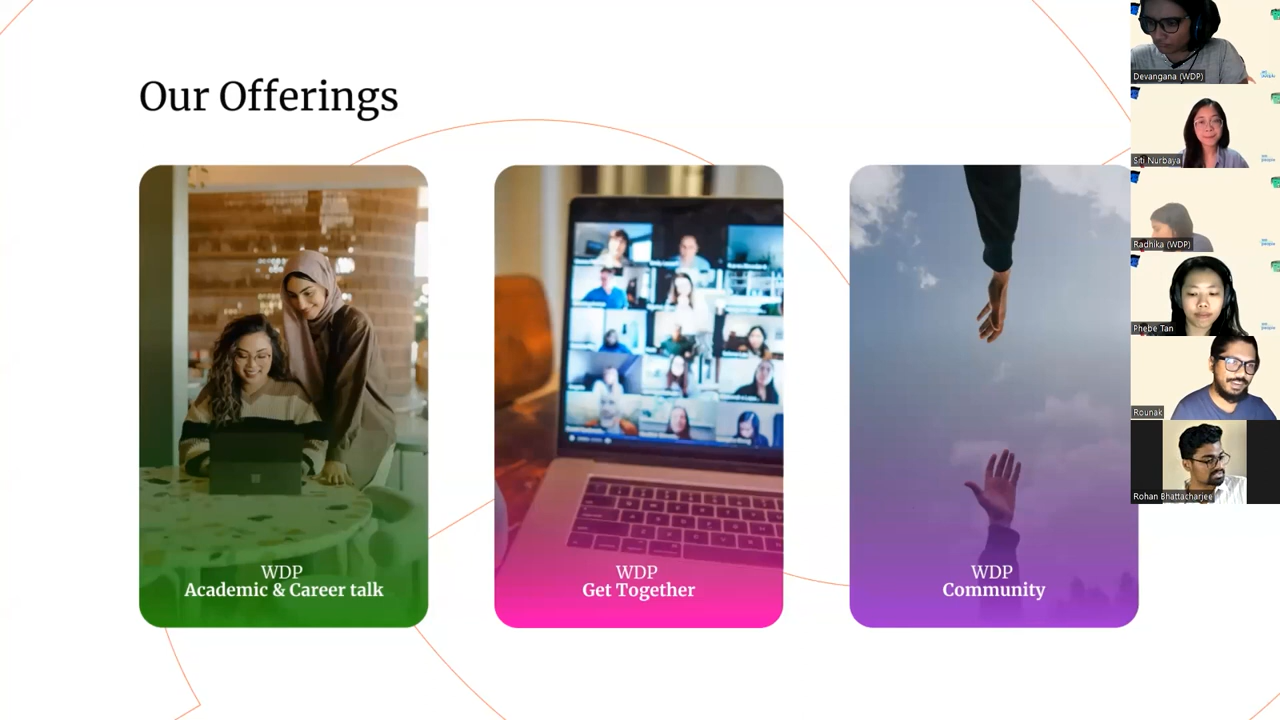 Our Offerings
WDP
Academic & Career talk
WDP
Get Together
WDP
Community
Devangana (WDP)
Siti Nurbaya
Radhika (WDP)
Phebe Tan
Rounak
Rohan Bhattacharjee